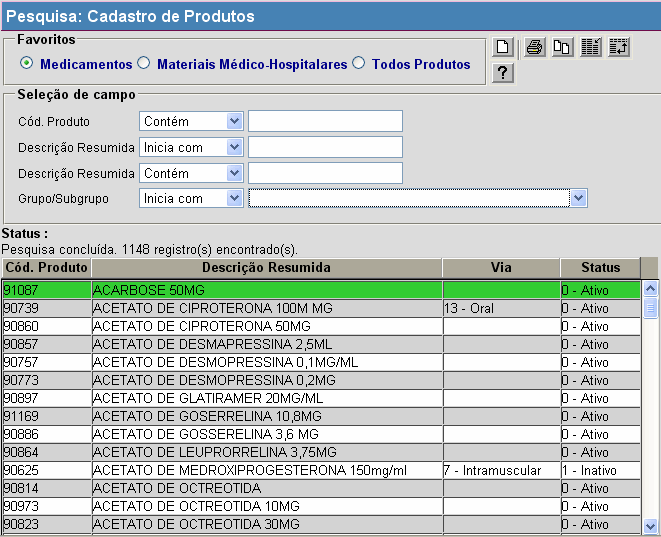 Pesquisa: Cadastro de Produtos
Favoritos
Medicamentos Materiais Médico-Hospitalares Todos Produtos
?
Seleção de campo
Cód. Produto Contém
Descrição Resumida Inicia com
Descrição Resumida Contém
Grupo/Subgrupo Inicia com
Status :
Pesquisa concluída. 1148 registro(s) encontrado(s).
Cód. Produto Descrição Resumida Via Status
91087 ACARBOSE 50MG 0 - Ativo
90739 ACETATO DE CIPROTERONA 100M MG 13 - Oral 0 - Ativo
90860 ACETATO DE CIPROTERONA 50MG 0 - Ativo
90857 ACETATO DE DESMAPRESSINA 2,5ML 0 - Ativo
90757 ACETATO DE DESMOPRESSINA 0,1MG/ML 0 - Ativo
90773 ACETATO DE DESMOPRESSINA 0,2MG 0 - Ativo
90897 ACETATO DE GLATIRAMER 20MG/ML 0 - Ativo
91169 ACETATO DE GOSERRELINA 10,8MG 0 - Ativo
90886 ACETATO DE GOSSERELINA 3,6 MG 0 - Ativo
90864 ACETATO DE LEUPRORRELINA 3,75MG 0 - Ativo
90625 ACETATO DE MEDROXIPROGESTERONA 150mg/ml 7 - Intramuscular 1 - Inativo
90814 ACETATO DE OCTREOTIDA 0 - Ativo
90973 ACETATO DE OCTREOTIDA 10MG 0 - Ativo
90823 ACETATO DE OCTREOTIDA 30MG 0 - Ativo